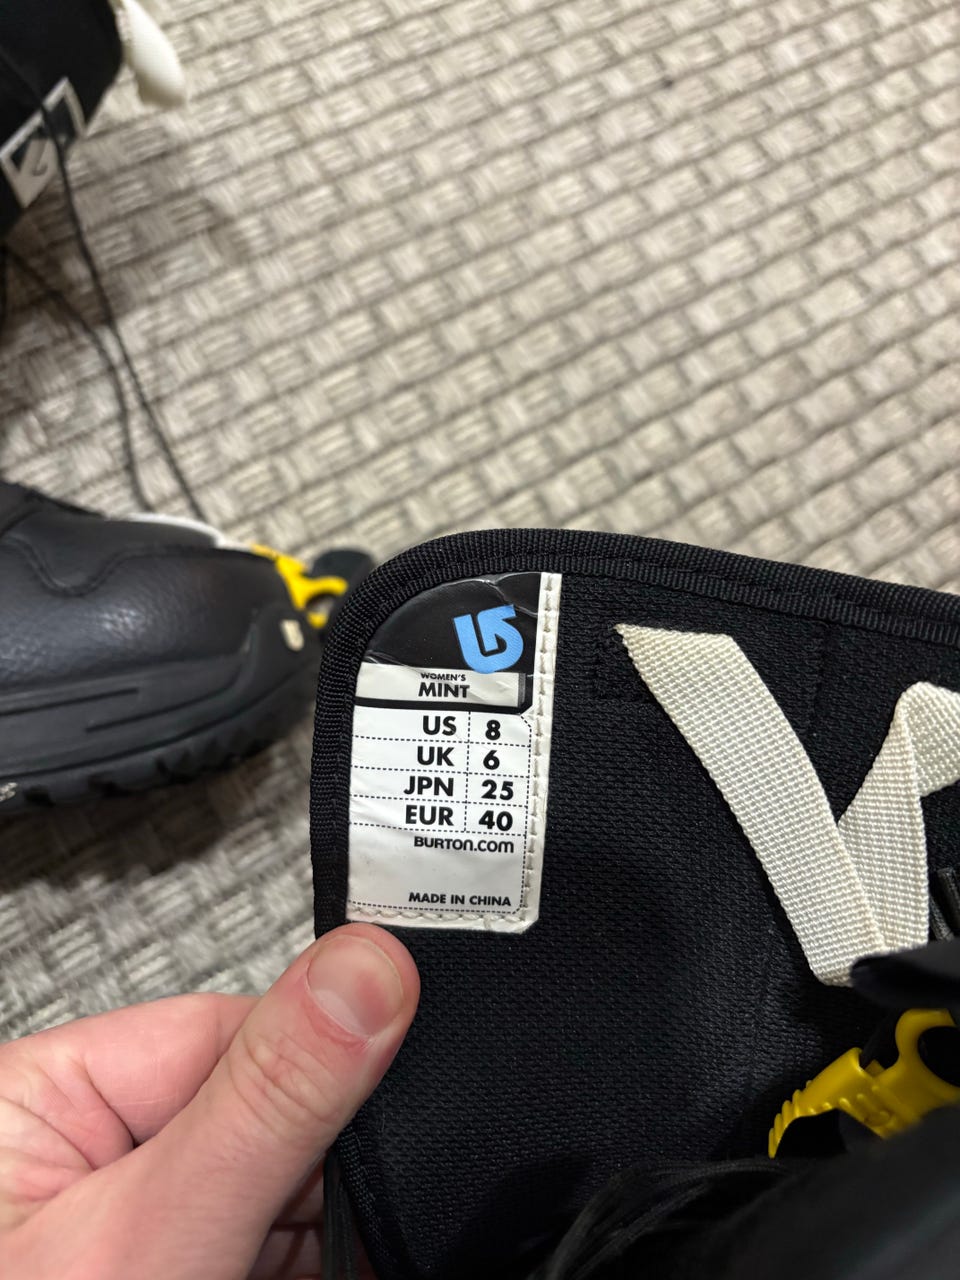 WOMEN'S
MINT
US 8
UK 6
JPN 25
EUR 40
BURTON.COM
MADE IN CHINA